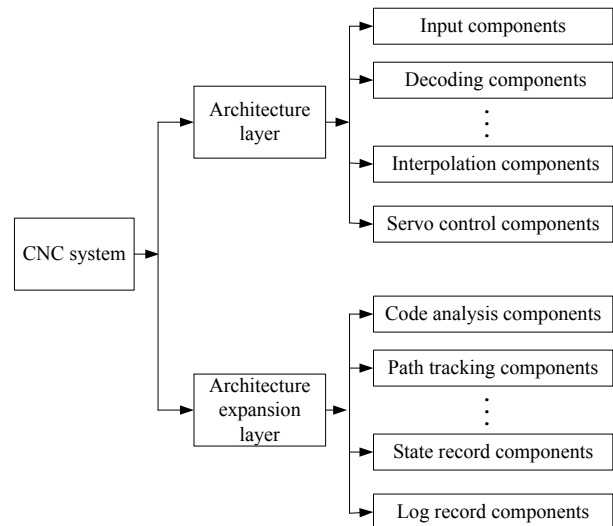 Input components
Decoding components
Architecture
layer
Interpolation components
Servo control components
CNC system
Code analysis components
Path tracking components
Architecture
expansion
layer
State record components
Log record components